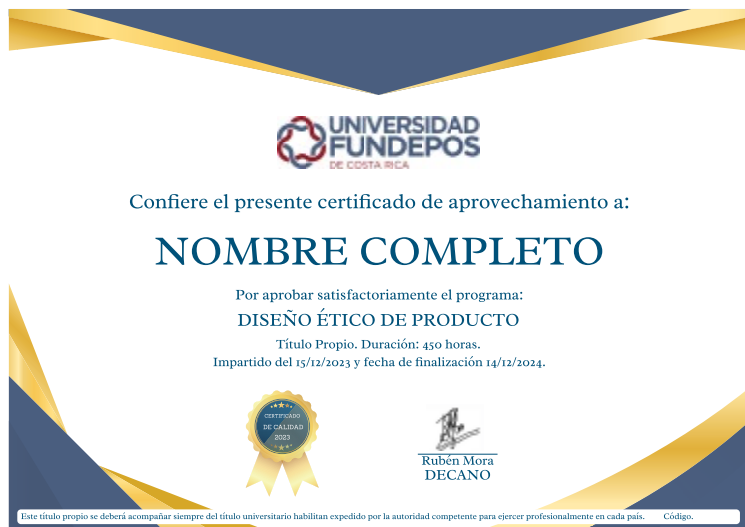 UNIVERSIDAD
FUNDEPOS
DE COSTA RICA
Confiere el presente certificado de aprovechamiento a:
NOMBRE COMPLETO
Por aprobar satisfactoriamente el programa:
DISEÑO ÉTICO DE PRODUCTO
Título Propio. Duración: 450 horas.
Impartido del 15/12/2023 y fecha de finalización 14/12/2024.
CERTIFICADO
DE CALIDAD
2023
Rubén Mora
DECANO
Este título propio se deberá acompañar siempre del título universitario habilitan expedido por la autoridad competente para ejercer profesionalmente en cada país. Código.